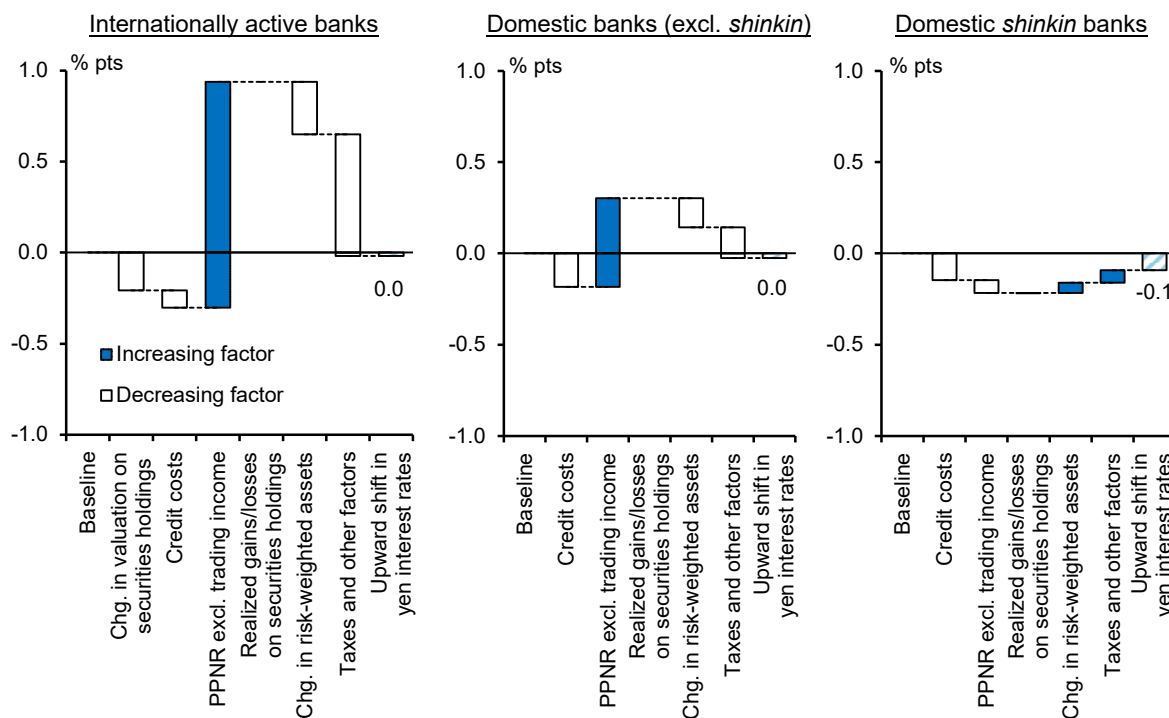 Internationally active banks
% pts
1.0
0.5
0.0
-0.5
-1.0
0.0
Increasing factor
Decreasing factor
Baseline
Chg. in valuation on
securities holdings
Credit costs
PPNR excl. trading income
Realized gains/losses
on securities holdings
Chg. in risk-weighted assets
Taxes and other factors
Upward shift in
yen interest rates
Domestic banks (excl. shinkin)
% pts
1.0
0.5
0.0
-0.5
-1.0
0.0
Baseline
Credit costs
PPNR excl. trading income
Realized gains/losses
on securities holdings
Chg. in risk-weighted assets
Taxes and other factors
Upward shift in
yen interest rates
Domestic shinkin banks
% pts
1.0
0.5
0.0
-0.5
-1.0
-0.1
Baseline
Credit costs
PPNR excl. trading income
Realized gains/losses
on securities holdings
Chg. in risk-weighted assets
Taxes and other factors
Upward shift in
yen interest rates